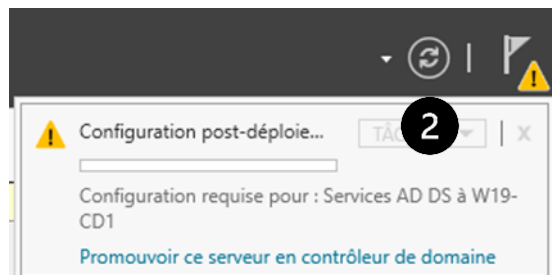 Configuration post-déploie...
2
X
Configuration requise pour : Services AD DS à W19-
CD1
Promouvoir ce serveur en contrôleur de domaine